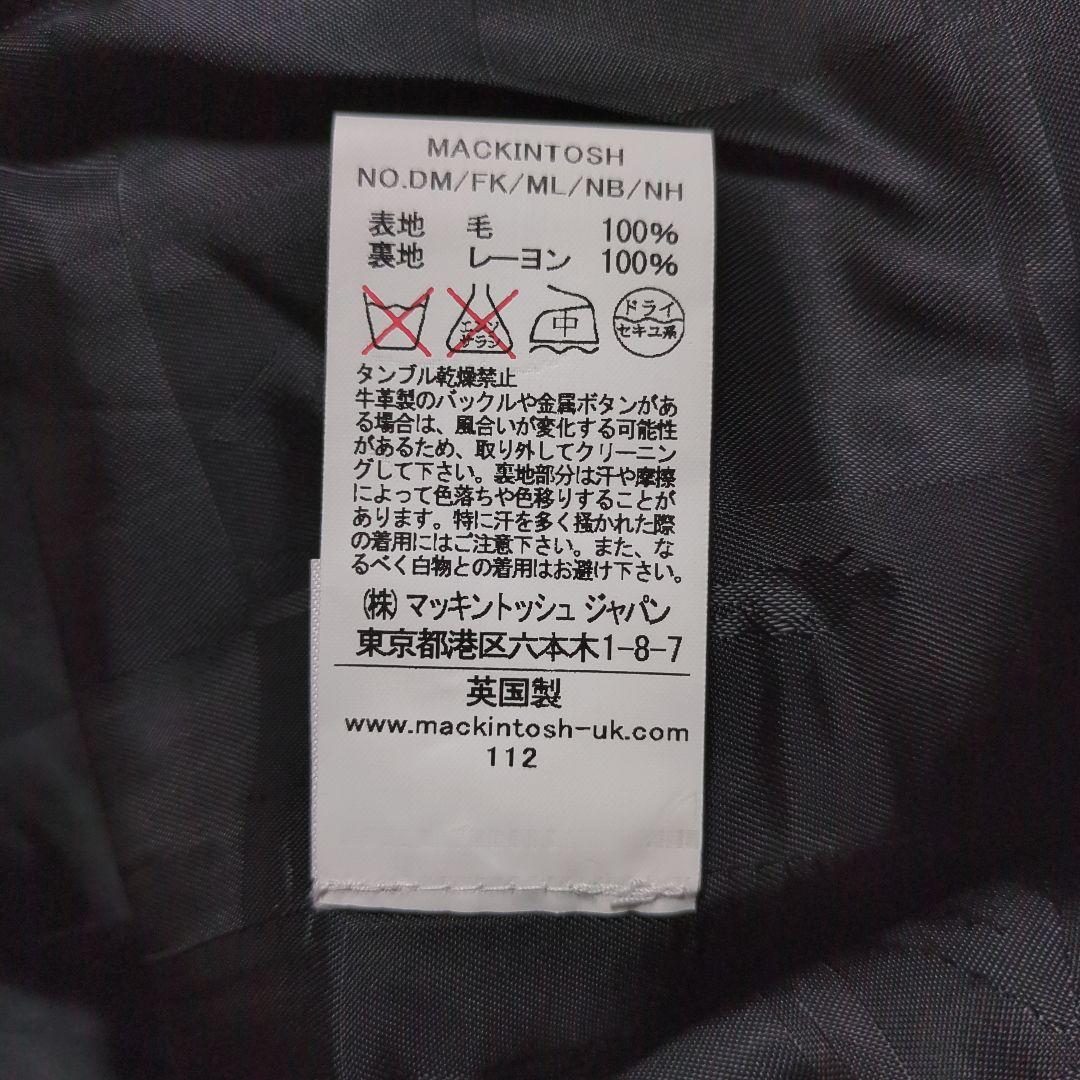 MACKINTOSH
NO.DM/FK/ML/NB/NH
表地 毛 100%
裏地 レーヨン 100%
エンソ
サラシ
中
ドライ
セキユ系
タンブル乾燥禁止
牛革製のバックルや金属ボタンがあ
る場合は、風合いが変化する可能性
があるため、取り外してクリーニン
グして下さい。裏地部分は汗や摩擦
によって色落ちや色移りすることが
あります。特に汗を多く掻かれた際
の着用にはご注意下さい。また、な
るべく白物との着用はお避け下さい。
(株)マッキントッシュ ジャパン
東京都港区六本木1-8-7
英国製
www.mackintosh-uk.com
112